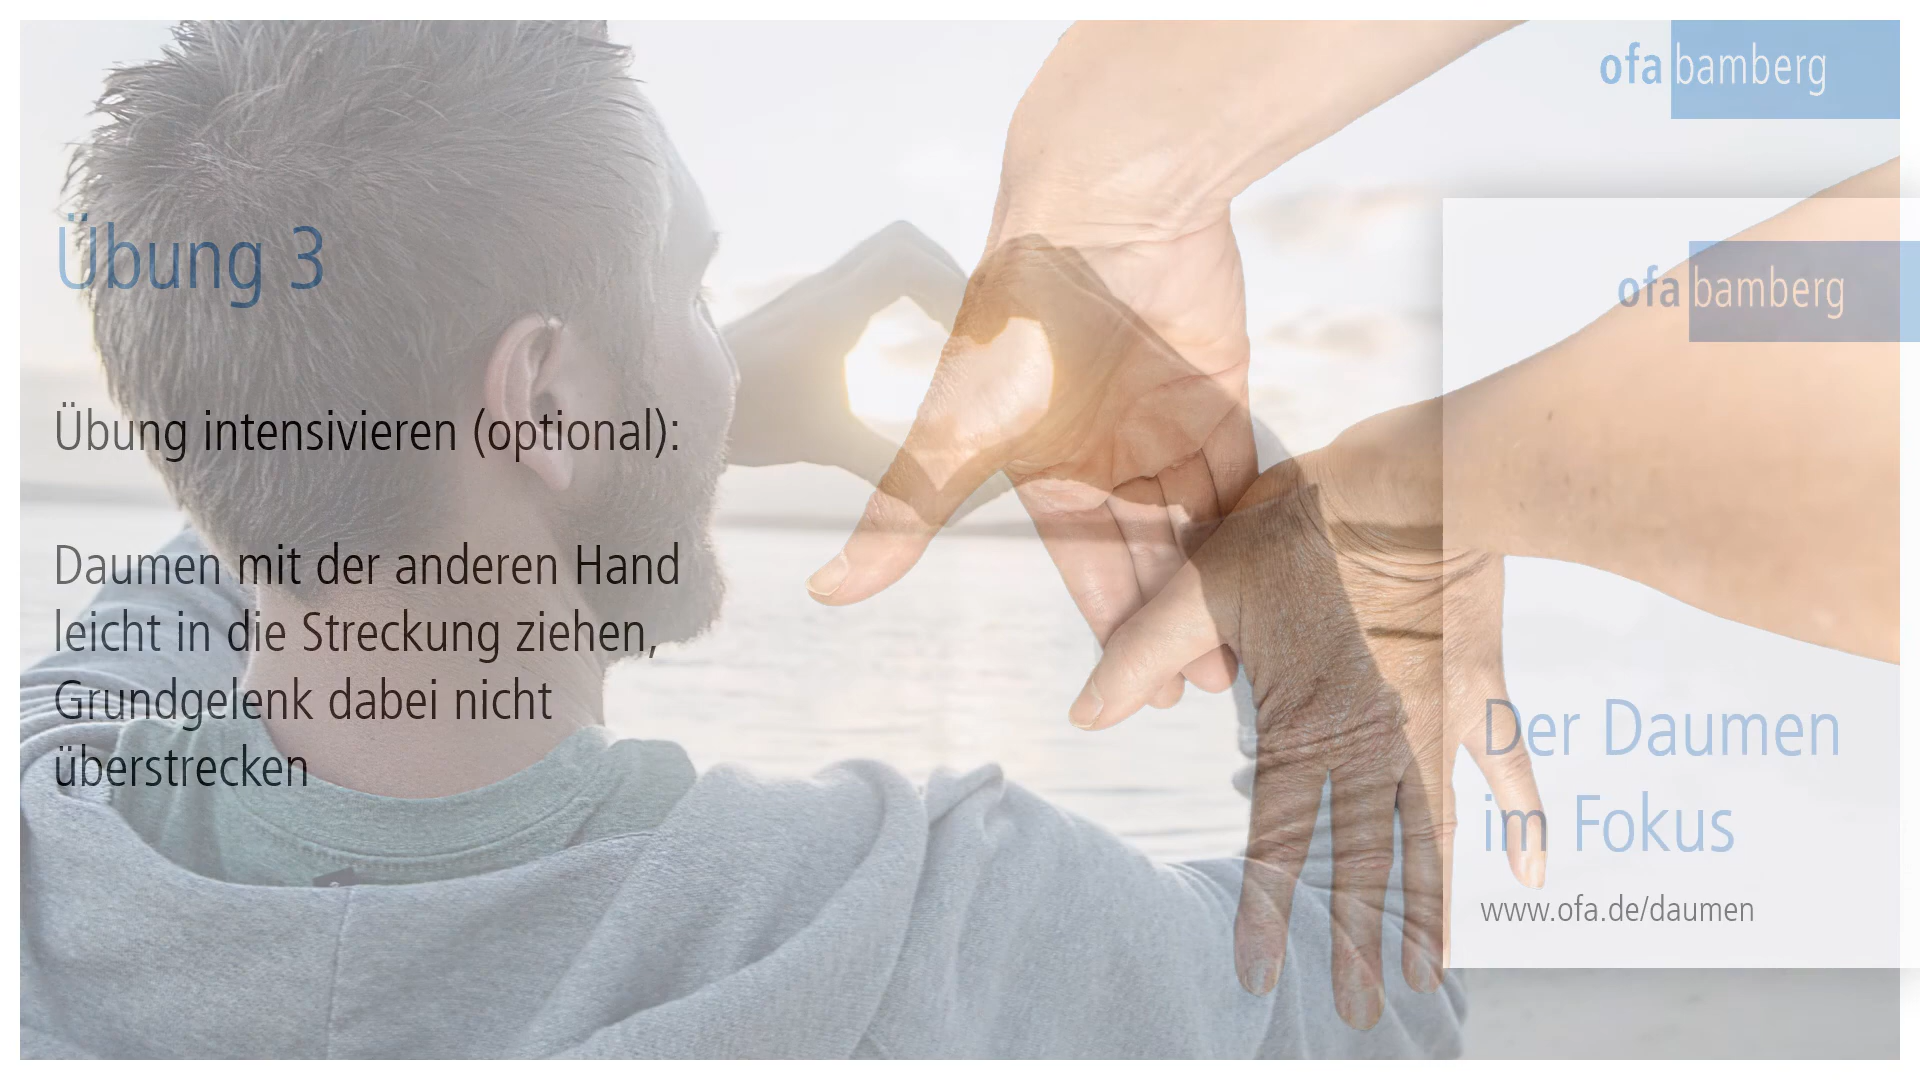 ofa bamberg
Übung 3
ofa bamberg
Übung intensivieren (optional):
Daumen mit der anderen Hand
leicht in die Streckung ziehen,
Grundgelenk dabei nicht
überstrecken
Der Daumen
im Fokus
www.ofa.de/daumen